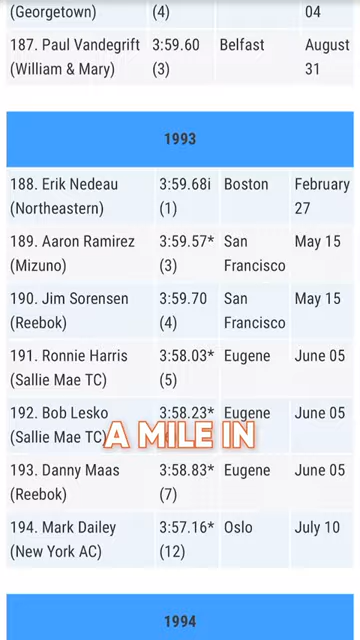 (Georgetown) (4) 04
187. Paul Vandegrift 3:59.60 Belfast August
(William & Mary) (3) 31
1993
188. Erik Nedeau 3:59.68i Boston February
(Northeastern) (1) 27
189. Aaron Ramirez 3:59.57* San May 15
(Mizuno) (3) Francisco
190. Jim Sorensen 3:59.70 San May 15
(Reebok) (4) Francisco
191. Ronnie Harris 3:58.03* Eugene June 05
(Sallie Mae TC) (5)
192. Bob Lesko 3:58.23* Eugene June 05
(Sallie Mae TC)
A MILE IN
193. Danny Maas 3:58.83* Eugene June 05
(Reebok) (7)
194. Mark Dailey 3:57.16* Oslo July 10
(New York AC) (12)
1994